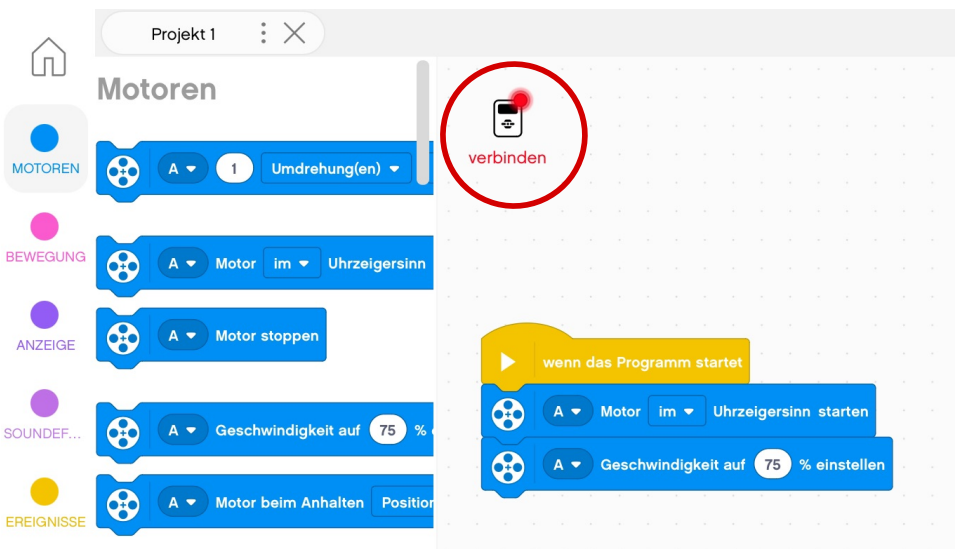 Projekt 1
Motoren
MOTOREN
BEWEGUNG
ANZEIGE
SOUNDEF...
EREIGNISSE
A 1 Umdrehung(en)
A Motor im Uhrzeigersinn
A Motor stoppen
A Geschwindigkeit auf 75 %
A Motor beim Anhalten Position
verbinden
wenn das Programm startet
A Motor im Uhrzeigersinn starten
A Geschwindigkeit auf 75 % einstellen